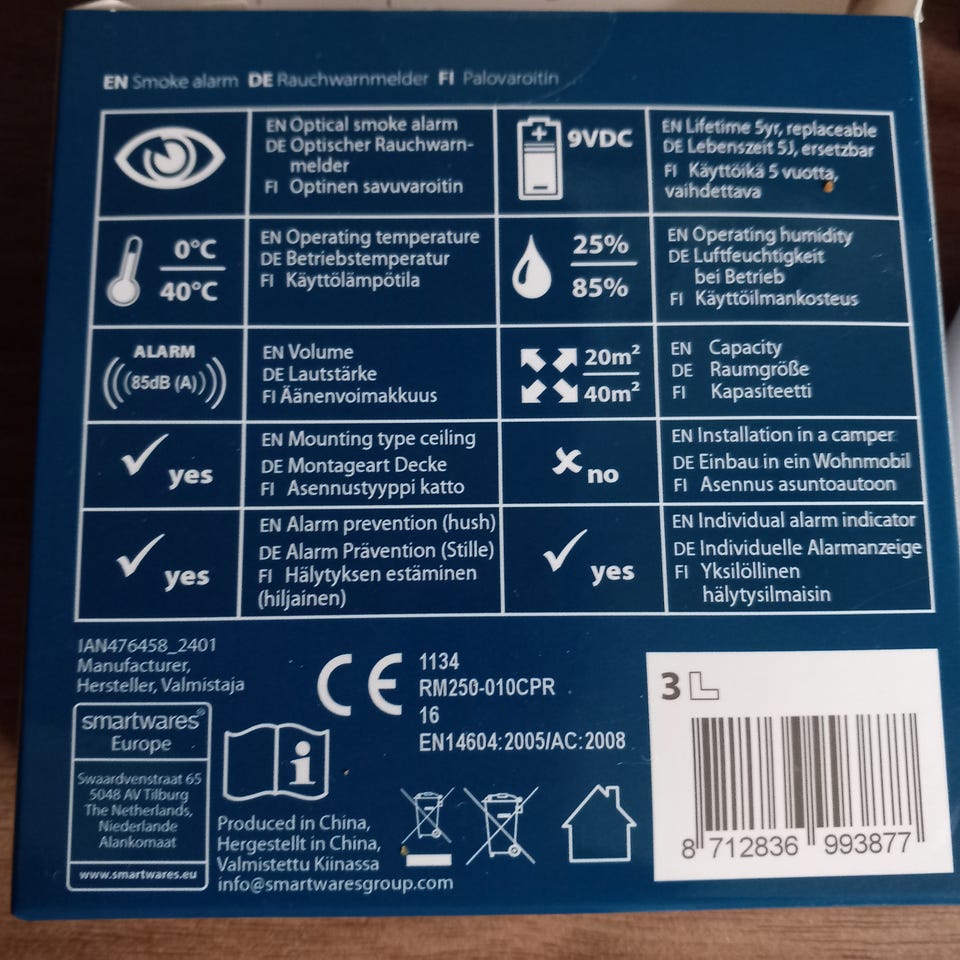 EN Smoke alarm DE Rauchwarnmelder FI Palovaroitin
EN Optical smoke alarm
DE Optischer Rauchwarn-
melder
FI Optinen savuvaroitin
9VDC
EN Lifetime 5yr, replaceable
DE Lebenszeit 5J, ersetzbar
FI Käyttöikä 5 vuotta,
vaihdettava
0°C
40°C
EN Operating temperature
DE Betriebstemperatur
FI Käyttölämpötila
25%
85%
EN Operating humidity
DE Luftfeuchtigkeit
bei Betrieb
FI Käyttöilmankosteus
ALARM
85dB (A)
EN Volume
DE Lautstärke
FI Äänenvoimakkuus
20m²
40m²
EN Capacity
DE Raumgröße
FI Kapasiteetti
yes
EN Mounting type ceiling
DE Montageart Decke
FI Asennustyyppi katto
no
EN Installation in a camper
DE Einbau in ein Wohnmobil
FI Asennus asuntoautoon
yes
EN Alarm prevention (hush)
DE Alarm Prävention (Stille)
FI Hälytyksen estäminen
(hiljainen)
yes
EN Individual alarm indicator
DE Individuelle Alarmanzeige
FI Yksilöllinen
hälytysilmaisin
IAN476458_2401
Manufacturer,
Hersteller, Valmistaja
smartwares®
Europe
Swaardvenstraat 65
5048 AV Tilburg
The Netherlands,
Niederlande
Alankomaat
www.smartwares.eu
CE
1134
RM250-010CPR
16
EN14604:2005/AC:2008
i
Produced in China,
Hergestellt in China,
Valmistettu Kiinassa
info@smartwaresgroup.com
3
8 712836 993877